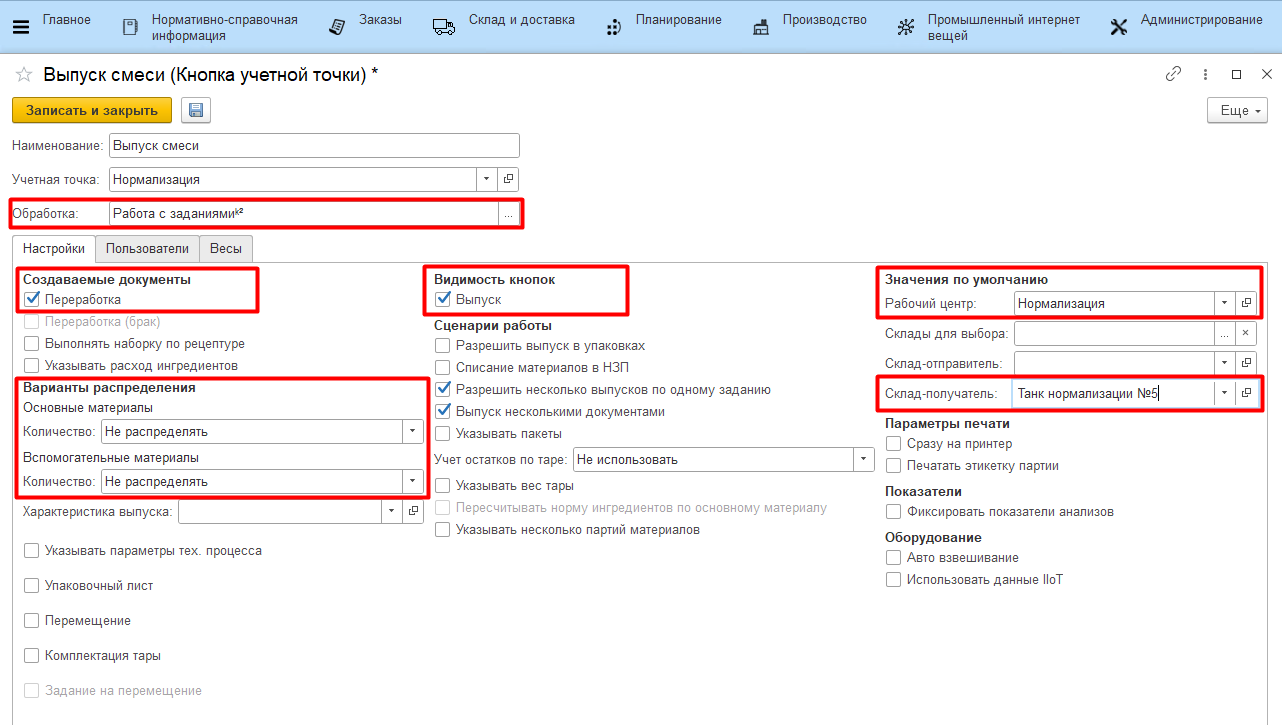 Главное
Нормативно-справочная
информация
Заказы
Склад и доставка
Планирование
Производство
Промышленный интернет
вещей
Администрирование
Выпуск смеси (Кнопка учетной точки) *
Записать и закрыть
Еще
Наименование: Выпуск смеси
Учетная точка: Нормализация
Обработка: Работа с заданиямиᵏ²
...
Настройки
Пользователи
Весы
Создаваемые документы
Переработка
Переработка (брак)
Выполнять наборку по рецептуре
Указывать расход ингредиентов
Варианты распределения
Основные материалы
Количество: Не распределять
Вспомогательные материалы
Количество: Не распределять
Характеристика выпуска:
Указывать параметры тех. процесса
Упаковочный лист
Перемещение
Комплектация тары
Задание на перемещение
Видимость кнопок
Выпуск
Сценарии работы
Разрешить выпуск в упаковках
Списание материалов в НЗП
Разрешить несколько выпусков по одному заданию
Выпуск несколькими документами
Указывать пакеты
Учет остатков по таре: Не использовать
Указывать вес тары
Пересчитывать норму ингредиентов по основному материалу
Указывать несколько партий материалов
Значения по умолчанию
Рабочий центр: Нормализация
Склады для выбора:
... ×
Склад-отправитель:
Склад-получатель: Танк нормализации №5
Параметры печати
Сразу на принтер
Печатать этикетку партии
Показатели
Фиксировать показатели анализов
Оборудование
Авто взвешивание
Использовать данные IIoT